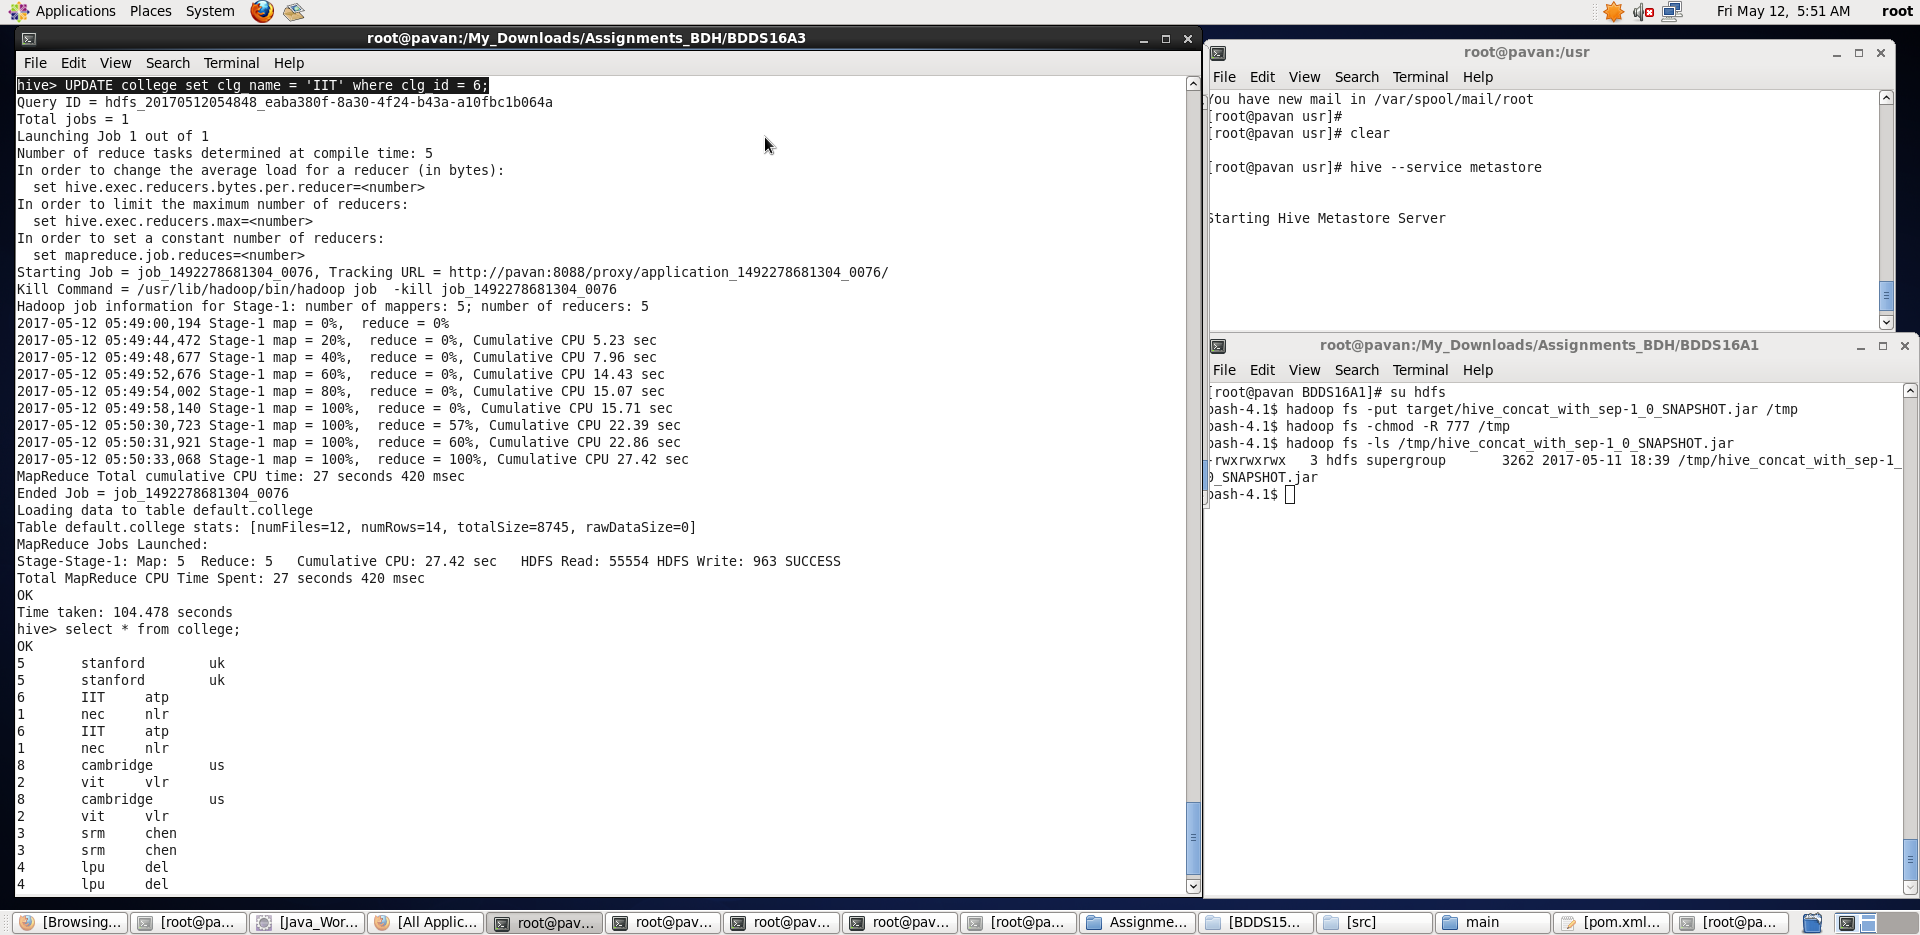 Applications Places System Fri May 12, 5:51 AM root
root@pavan:/My_Downloads/Assignments_BDH/BDDS16A3
File Edit View Search Terminal Help
hive> UPDATE college set clg_name = 'IIT' where clg_id = 6;
Query ID = hdfs_20170512054848_eaba380f-8a30-4f24-b43a-a10fbc1b064a
Total jobs = 1
Launching Job 1 out of 1
Number of reduce tasks determined at compile time: 5
In order to change the average load for a reducer (in bytes):
  set hive.exec.reducers.bytes.per.reducer=<number>
In order to limit the maximum number of reducers:
  set hive.exec.reducers.max=<number>
In order to set a constant number of reducers:
  set mapreduce.job.reduces=<number>
Starting Job = job_1492278681304_0076, Tracking URL = http://pavan:8088/proxy/application_1492278681304_0076/
Kill Command = /usr/lib/hadoop/bin/hadoop job  -kill job_1492278681304_0076
Hadoop job information for Stage-1: number of mappers: 5; number of reducers: 5
2017-05-12 05:49:00,194 Stage-1 map = 0%,  reduce = 0%
2017-05-12 05:49:44,472 Stage-1 map = 20%,  reduce = 0%, Cumulative CPU 5.23 sec
2017-05-12 05:49:48,677 Stage-1 map = 40%,  reduce = 0%, Cumulative CPU 7.96 sec
2017-05-12 05:49:52,676 Stage-1 map = 60%,  reduce = 0%, Cumulative CPU 14.43 sec
2017-05-12 05:49:54,002 Stage-1 map = 80%,  reduce = 0%, Cumulative CPU 15.07 sec
2017-05-12 05:49:58,140 Stage-1 map = 100%,  reduce = 0%, Cumulative CPU 15.71 sec
2017-05-12 05:50:30,723 Stage-1 map = 100%,  reduce = 57%, Cumulative CPU 22.39 sec
2017-05-12 05:50:31,921 Stage-1 map = 100%,  reduce = 60%, Cumulative CPU 22.86 sec
2017-05-12 05:50:33,068 Stage-1 map = 100%,  reduce = 100%, Cumulative CPU 27.42 sec
MapReduce Total cumulative CPU time: 27 seconds 420 msec
Ended Job = job_1492278681304_0076
Loading data to table default.college
Table default.college stats: [numFiles=12, numRows=14, totalSize=8745, rawDataSize=0]
MapReduce Jobs Launched:
Stage-Stage-1: Map: 5  Reduce: 5   Cumulative CPU: 27.42 sec   HDFS Read: 55554 HDFS Write: 963 SUCCESS
Total MapReduce CPU Time Spent: 27 seconds 420 msec
OK
Time taken: 104.478 seconds
hive> select * from college;
OK
5 stanford uk
5 stanford uk
6 IIT atp
1 nec nlr
6 IIT atp
1 nec nlr
8 cambridge us
2 vit vlr
8 cambridge us
2 vit vlr
3 srm chen
3 srm chen
4 lpu del
4 lpu del
root@pavan:/usr
File Edit View Search Terminal Help
You have new mail in /var/spool/mail/root
[root@pavan usr]#
[root@pavan usr]# clear
[root@pavan usr]# hive --service metastore
Starting Hive Metastore Server
root@pavan:/My_Downloads/Assignments_BDH/BDDS16A1
File Edit View Search Terminal Help
[root@pavan BDDS16A1]# su hdfs
bash-4.1$ hadoop fs -put target/hive_concat_with_sep-1_0_SNAPSHOT.jar /tmp
bash-4.1$ hadoop fs -chmod -R 777 /tmp
bash-4.1$ hadoop fs -ls /tmp/hive_concat_with_sep-1_0_SNAPSHOT.jar
-rwxrwxrwx   3 hdfs supergroup       3262 2017-05-11 18:39 /tmp/hive_concat_with_sep-1_
0_SNAPSHOT.jar
bash-4.1$
[Browsing... [root@pa... [Java_Wor... [All Applic... root@pav... root@pav... root@pav... root@pav... [root@pa... Assignme... [BDDS15... [src] main [pom.xml... [root@pa...